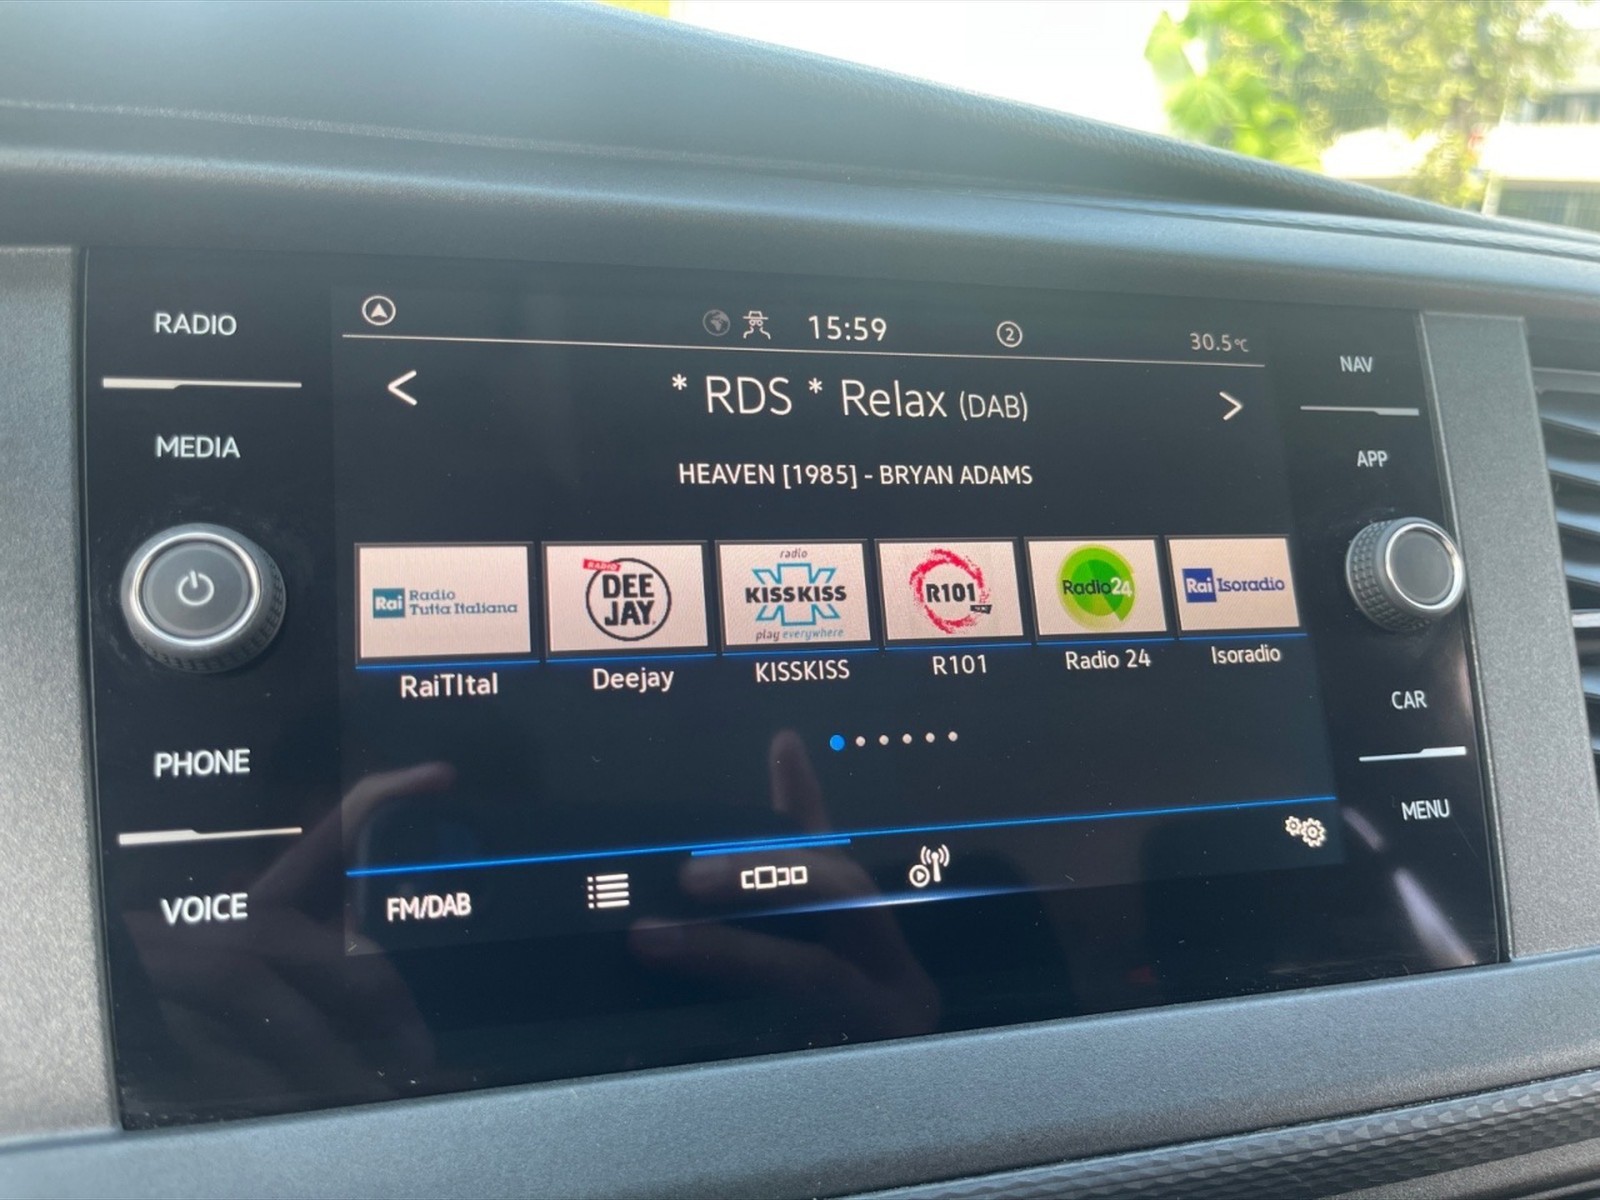 RADIO
MEDIA
PHONE
VOICE
15:59
2
30.5°C
< * RDS * Relax (DAB) >
HEAVEN [1985] - BRYAN ADAMS
Rai Radio
Tutta Italiana
RADIO
DEE
JAY
radio
KISSKISS
play everywhere
R101
Radio24
Rai Isoradio
RaiTItal
Deejay
KISSKISS
R101
Radio 24
Isoradio
FM/DAB
NAV
APP
CAR
MENU